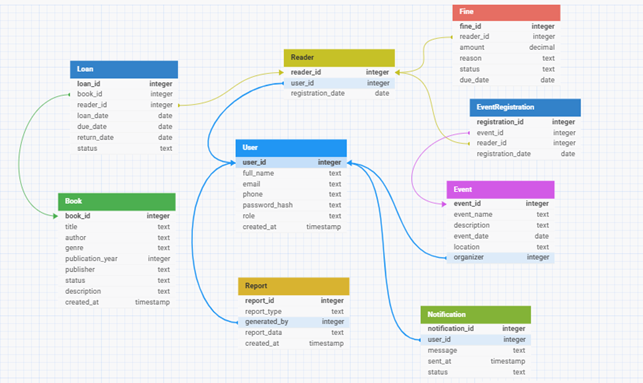 Fine
fine_id integer
reader_id integer
amount decimal
reason text
status text
due_date date
Reader
reader_id integer
user_id integer
registration_date date
Loan
loan_id integer
book_id integer
reader_id integer
loan_date date
due_date date
return_date date
status text
EventRegistration
registration_id integer
event_id integer
reader_id integer
registration_date date
User
user_id integer
full_name text
email text
phone text
password_hash text
role text
created_at timestamp
Event
event_id integer
event_name text
description text
event_date date
location text
organizer integer
Book
book_id integer
title text
author text
genre text
publication_year integer
publisher text
status text
description text
created_at timestamp
Report
report_id integer
report_type text
generated_by integer
report_data text
created_at timestamp
Notification
notification_id integer
user_id integer
message text
sent_at timestamp
status text